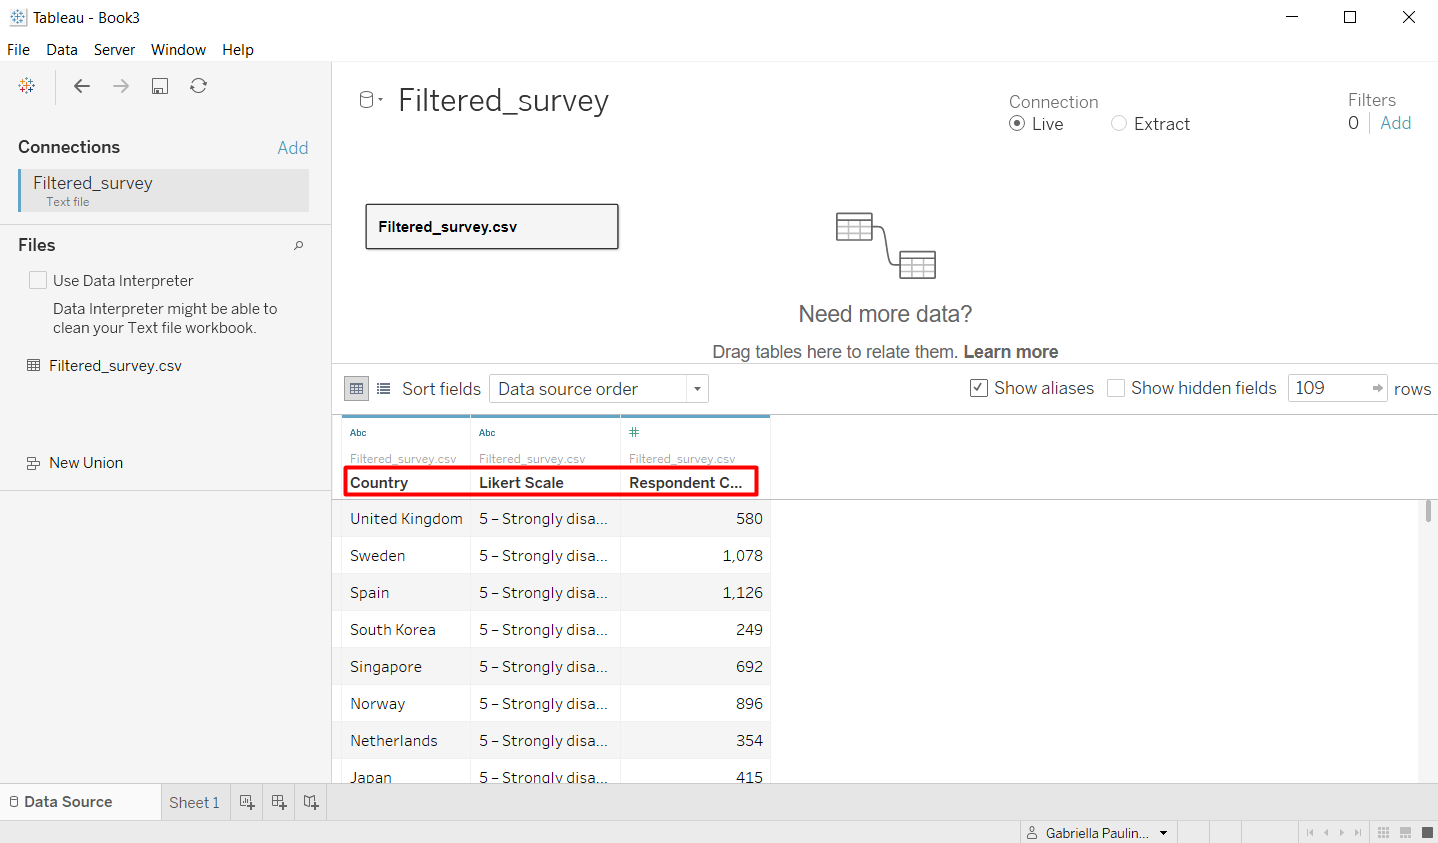 Tableau - Book3
File Data Server Window Help
Connections Add
Filtered_survey
Text file
Files
Use Data Interpreter
Data Interpreter might be able to
clean your Text file workbook.
Filtered_survey.csv
New Union
Filtered_survey
Connection
Live Extract
Filters
0 Add
Filtered_survey.csv
Need more data?
Drag tables here to relate them. Learn more
Sort fields Data source order Show aliases Show hidden fields 109 rows
Abc Abc #
Filtered_survey.csv Filtered_survey.csv Filtered_survey.csv
Country Likert Scale Respondent C...
United Kingdom 5 – Strongly disa... 580
Sweden 5 – Strongly disa... 1,078
Spain 5 – Strongly disa... 1,126
South Korea 5 – Strongly disa... 249
Singapore 5 – Strongly disa... 692
Norway 5 – Strongly disa... 896
Netherlands 5 – Strongly disa... 354
Japan 5 – Strongly disa... 415
Data Source Sheet 1
Gabriella Paulin...